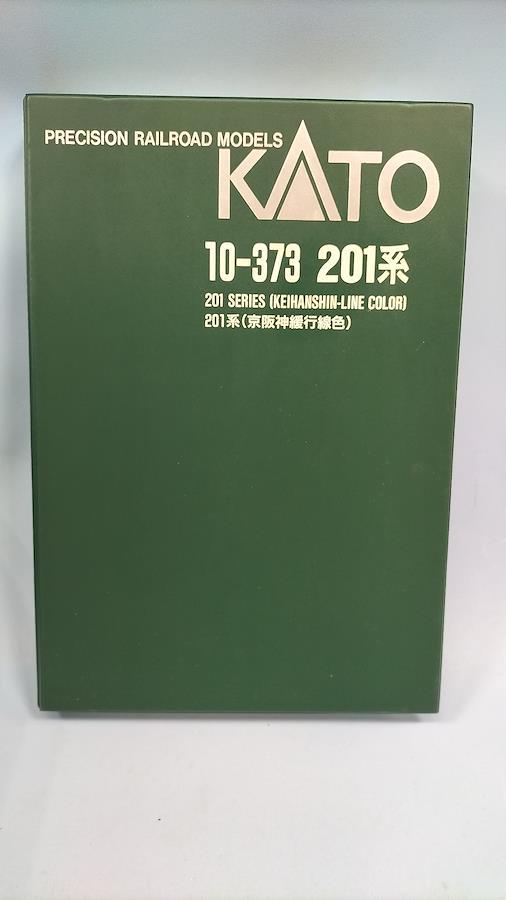 PRECISION RAILROAD MODELS
KATO
10-373 201系
201 SERIES (KEIHANSHIN-LINE COLOR)
201系(京阪神緩行線色)